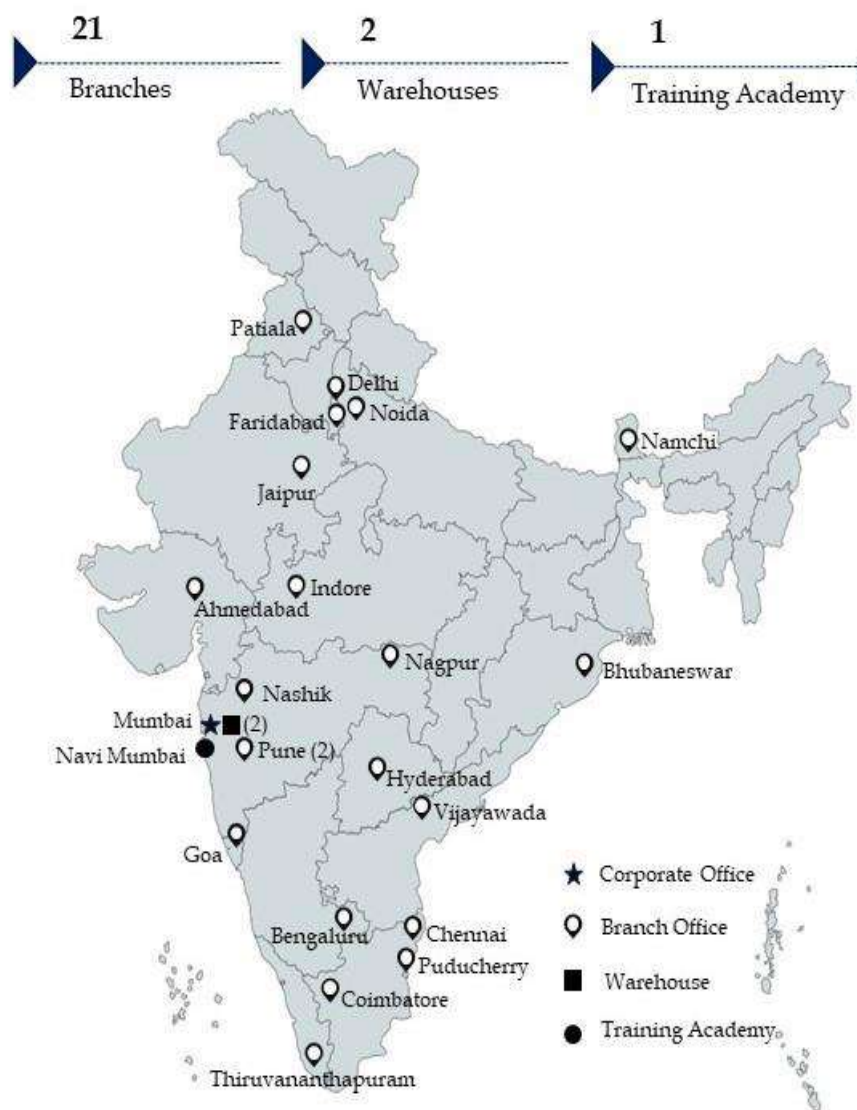 21
2
1
Branches
Warehouses
Training Academy
Patiala
Delhi
Faridabad
Noida
Namchi
Jaipur
Indore
Ahmedabad
Nagpur
Bhubaneswar
Nashik
Mumbai
(2)
Navi Mumbai
Pune (2)
Hyderabad
Vijayawada
Goa
Corporate Office
Bengaluru
Chennai
Branch Office
Puducherry
Coimbatore
Warehouse
Training Academy
Thiruvananthapuram